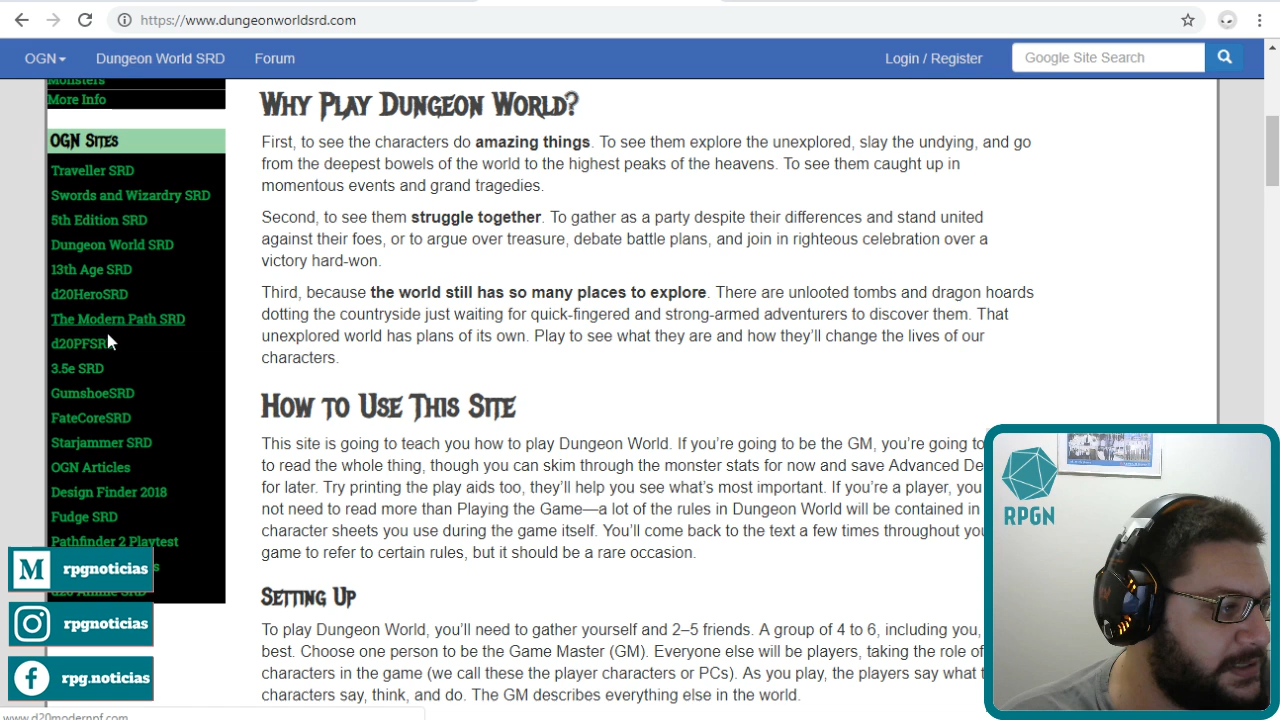 https://www.dungeonworldsrd.com
OGN
Dungeon World SRD
Forum
Login / Register
Google Site Search
Monsters
More Info
OGN Sites
Traveller SRD
Swords and Wizardry SRD
5th Edition SRD
Dungeon World SRD
13th Age SRD
d20HeroSRD
The Modern Path SRD
d20PFSR
3.5e SRD
GumshoeSRD
FateCoreSRD
Starjammer SRD
OGN Articles
Design Finder 2018
Fudge SRD
Pathfinder 2 Playtest
Why Play Dungeon World?
First, to see the characters do amazing things. To see them explore the unexplored, slay the undying, and go
from the deepest bowels of the world to the highest peaks of the heavens. To see them caught up in
momentous events and grand tragedies.
Second, to see them struggle together. To gather as a party despite their differences and stand united
against their foes, or to argue over treasure, debate battle plans, and join in righteous celebration over a
victory hard-won.
Third, because the world still has so many places to explore. There are unlooted tombs and dragon hoards
dotting the countryside just waiting for quick-fingered and strong-armed adventurers to discover them. That
unexplored world has plans of its own. Play to see what they are and how they'll change the lives of our
characters.
How to Use This Site
This site is going to teach you how to play Dungeon World. If you're going to be the GM, you're going to
to read the whole thing, though you can skim through the monster stats for now and save Advanced De
for later. Try printing the play aids too, they'll help you see what's most important. If you're a player, you
not need to read more than Playing the Game—a lot of the rules in Dungeon World will be contained in
character sheets you use during the game itself. You'll come back to the text a few times throughout you
game to refer to certain rules, but it should be a rare occasion.
Setting Up
To play Dungeon World, you'll need to gather yourself and 2–5 friends. A group of 4 to 6, including you,
best. Choose one person to be the Game Master (GM). Everyone else will be players, taking the role of
characters in the game (we call these the player characters or PCs). As you play, the players say what t
characters say, think, and do. The GM describes everything else in the world.
M rpgnoticias
rpgnoticias
rpg.noticias
RPGN
www.d20modernpf.com